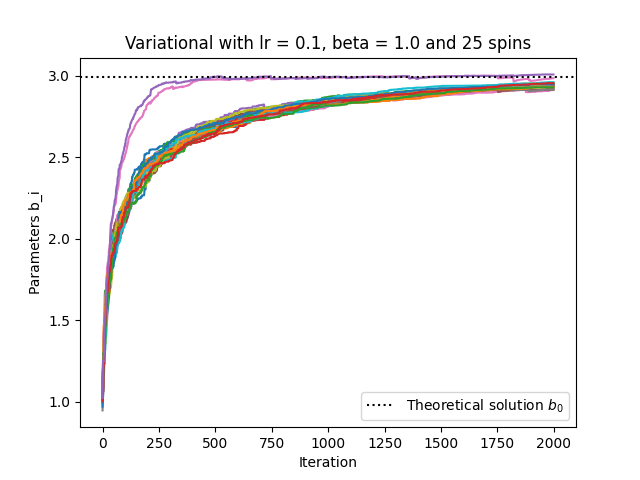 Variational with lr = 0.1, beta = 1.0 and 25 spins
Parameters b_i
3.0
2.5
2.0
1.5
1.0
Theoretical solution b₀
0 250 500 750 1000 1250 1500 1750 2000
Iteration